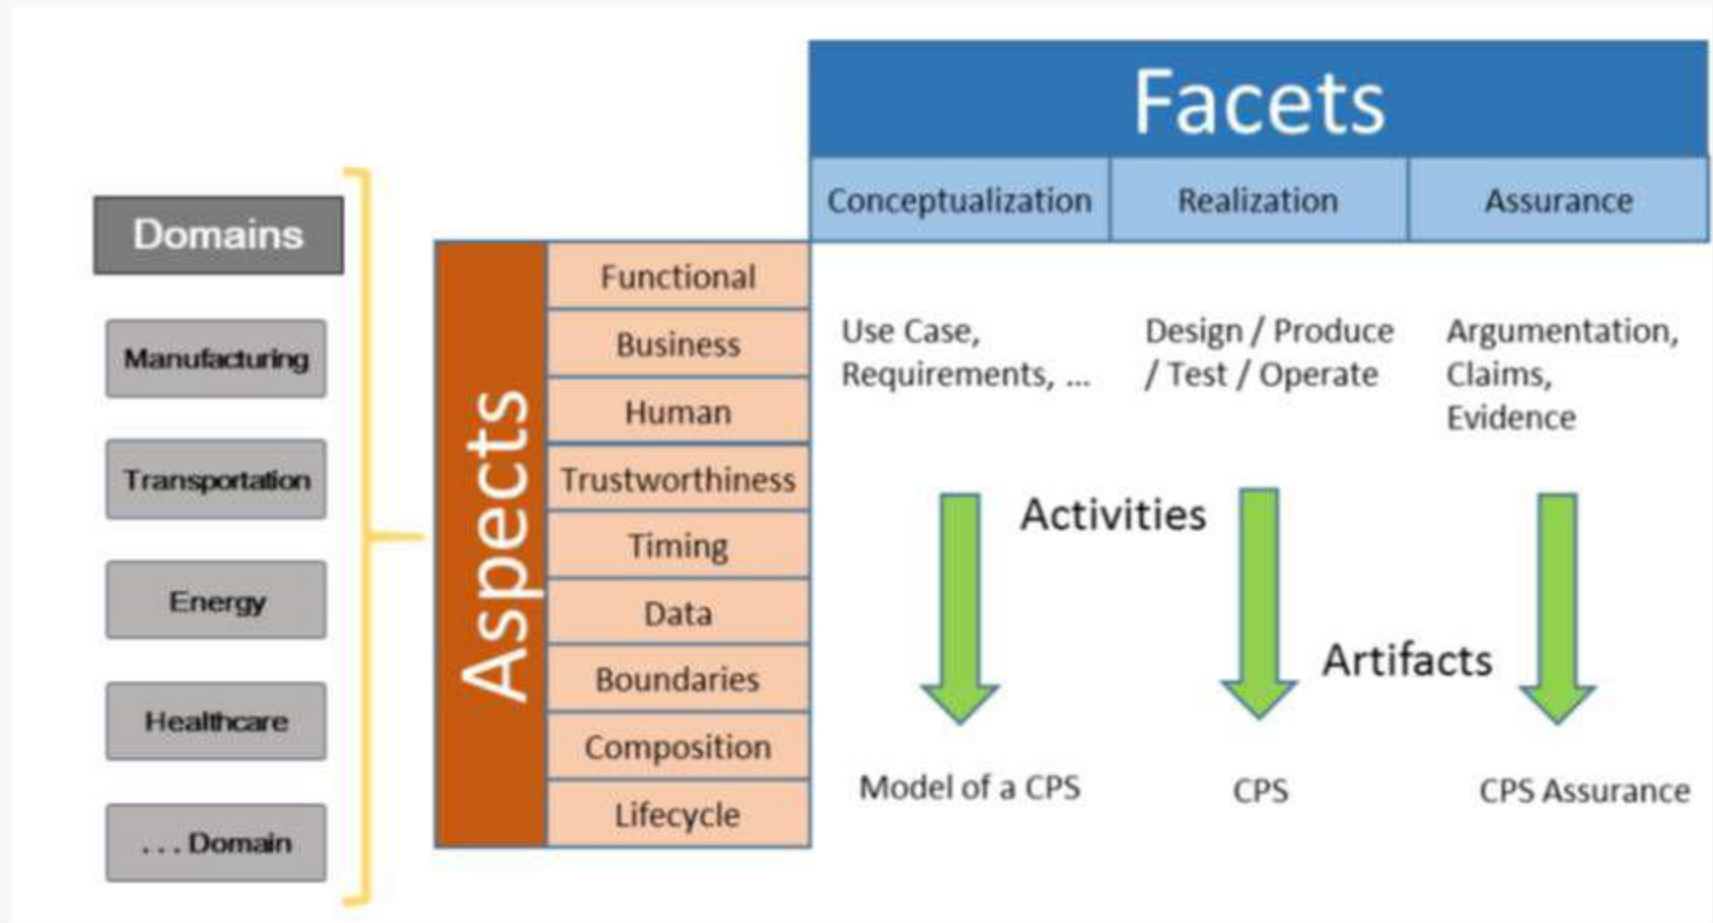 Facets
Conceptualization
Realization
Assurance
Domains
Manufacturing
Transportation
Energy
Healthcare
... Domain
Aspects
Functional
Business
Human
Trustworthiness
Timing
Data
Boundaries
Composition
Lifecycle
Use Case,
Requirements, ...
Design / Produce
/ Test / Operate
Argumentation,
Claims,
Evidence
Activities
Artifacts
Model of a CPS
CPS
CPS Assurance